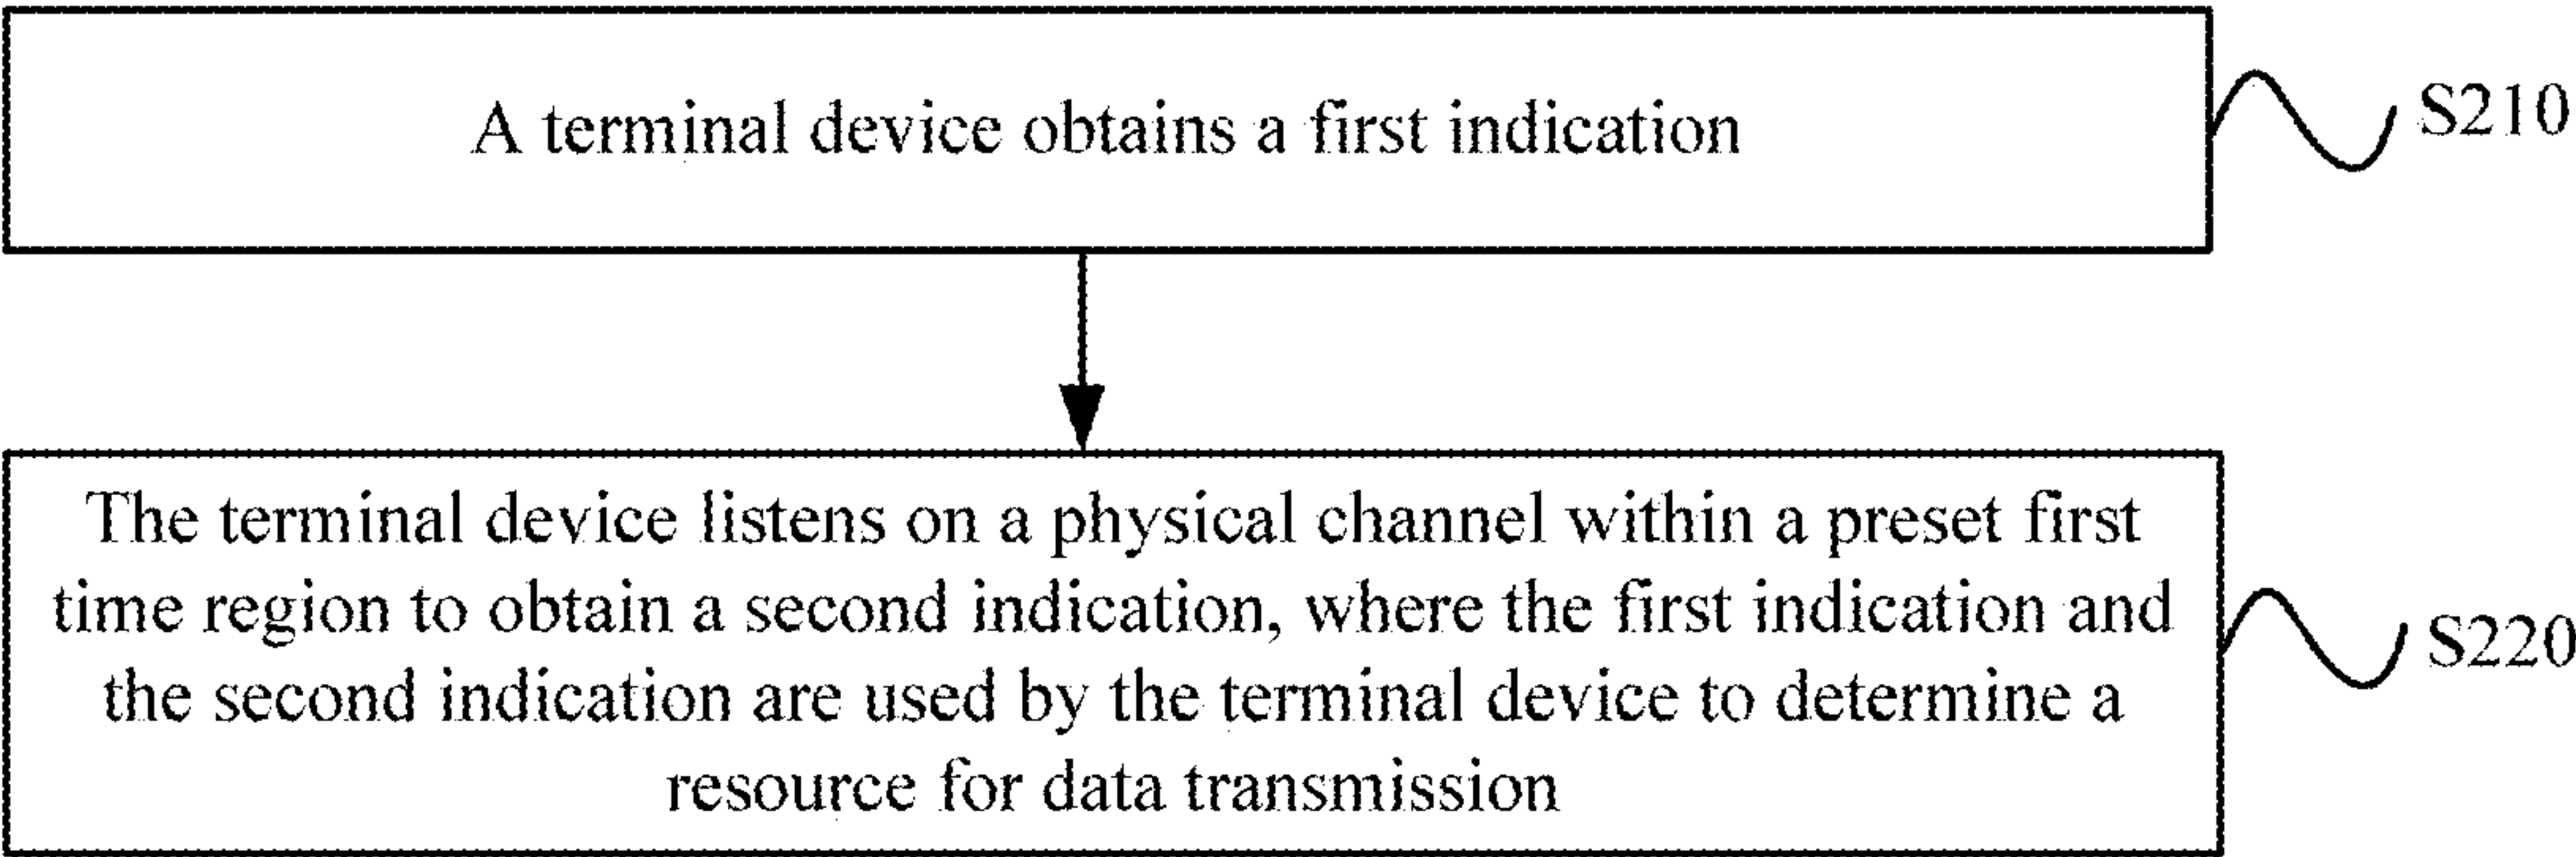 A terminal device obtains a first indication
S210
The terminal device listens on a physical channel within a preset first
time region to obtain a second indication, where the first indication and
the second indication are used by the terminal device to determine a
resource for data transmission
S220